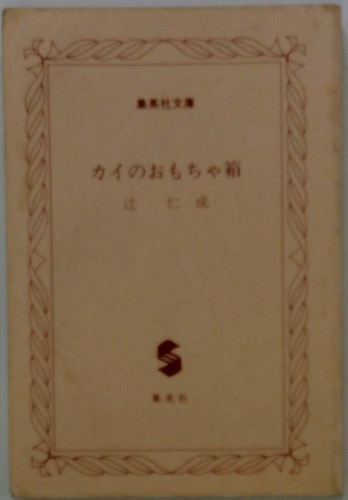 集英社文庫
カイのおもちゃ箱
辻 仁成
集英社